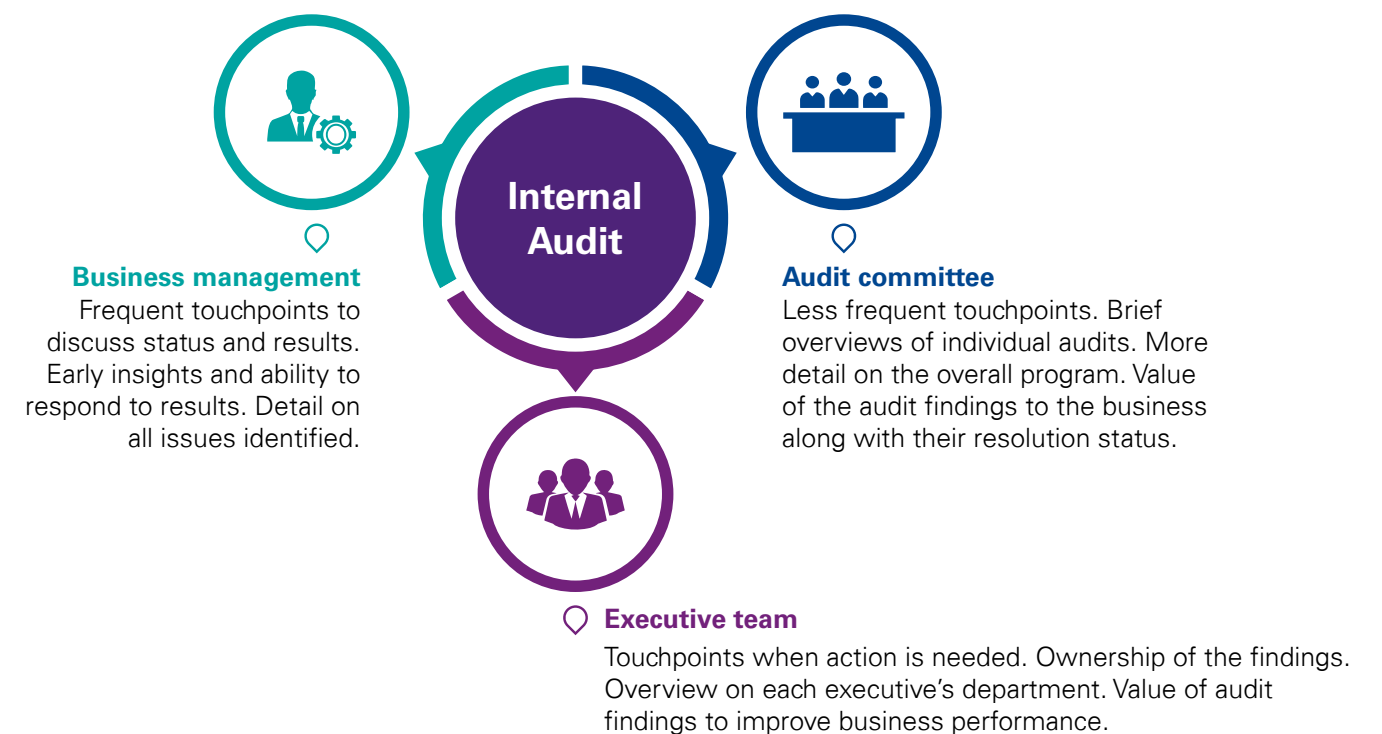 Internal
Audit
Business management
Frequent touchpoints to
discuss status and results.
Early insights and ability to
respond to results. Detail on
all issues identified.
Audit committee
Less frequent touchpoints. Brief
overviews of individual audits. More
detail on the overall program. Value
of the audit findings to the business
along with their resolution status.
Executive team
Touchpoints when action is needed. Ownership of the findings.
Overview on each executive’s department. Value of audit
findings to improve business performance.